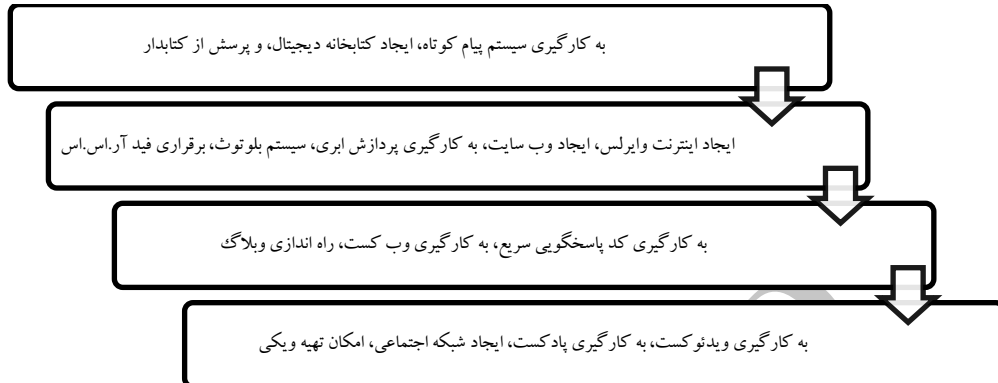 به کارگیری سیستم پیام کوتاه، ایجاد کتابخانه دیجیتال، و پرسش از کتابدار
ایجاد اینترنت وایرلس، ایجاد وب سایت، به کارگیری پردازش ابری، سیستم بلوتوث، برقراری فید آر.اس.اس
به کارگیری کد پاسخگویی سریع، به کارگیری وب کست، راه اندازی وبلاگ
به کارگیری ویدئوکست، به کارگیری پادکست، ایجاد شبکه اجتماعی، امکان تهیه ویکی